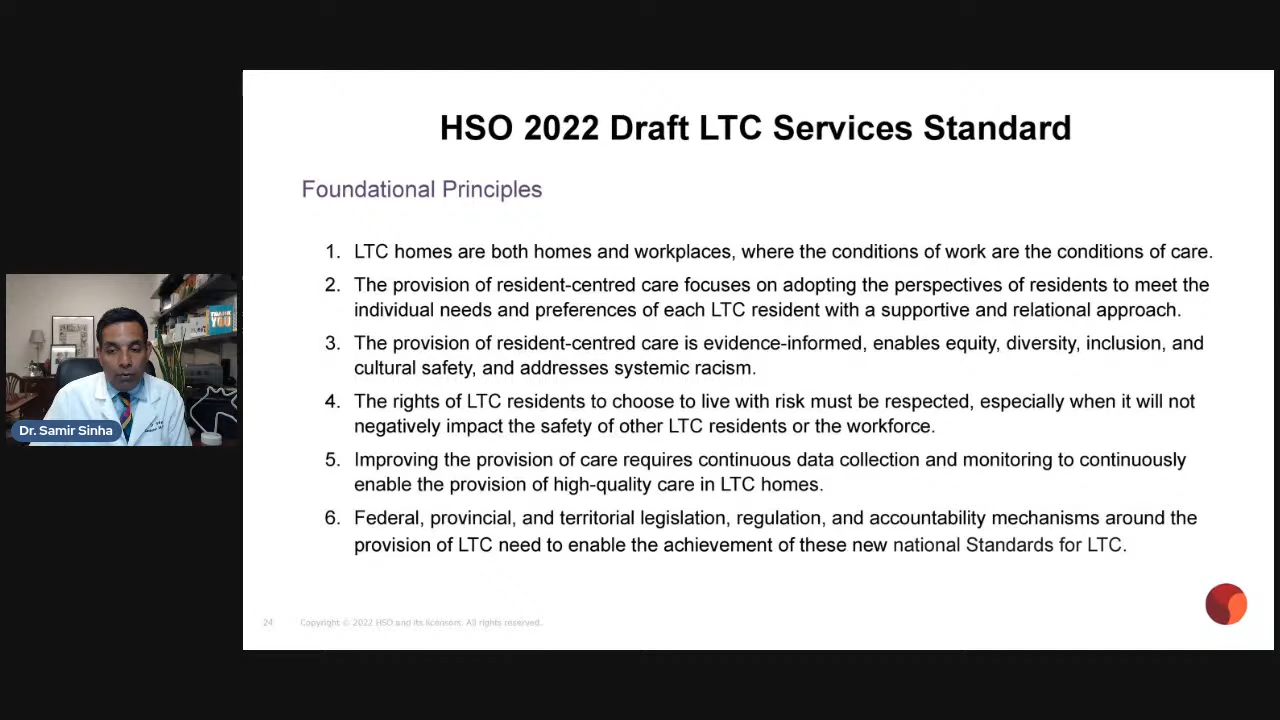 HSO 2022 Draft LTC Services Standard
Foundational Principles
1. LTC homes are both homes and workplaces, where the conditions of work are the conditions of care.
2. The provision of resident-centred care focuses on adopting the perspectives of residents to meet the
individual needs and preferences of each LTC resident with a supportive and relational approach.
3. The provision of resident-centred care is evidence-informed, enables equity, diversity, inclusion, and
cultural safety, and addresses systemic racism.
4. The rights of LTC residents to choose to live with risk must be respected, especially when it will not
negatively impact the safety of other LTC residents or the workforce.
5. Improving the provision of care requires continuous data collection and monitoring to continuously
enable the provision of high-quality care in LTC homes.
6. Federal, provincial, and territorial legislation, regulation, and accountability mechanisms around the
provision of LTC need to enable the achievement of these new national Standards for LTC.
24 Copyright © 2022 HSO and its licensors. All rights reserved.
THANK
YOU
Dr. Samir Sinha